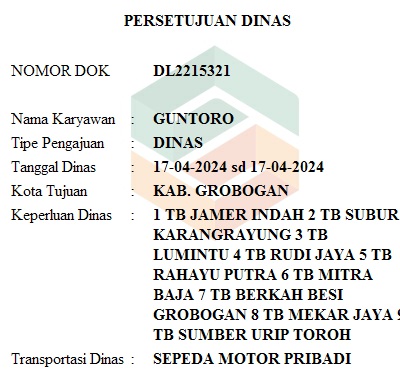 PERSETUJUAN DINAS
NOMOR DOK DL2215321
Nama Karyawan : GUNTORO
Tipe Pengajuan : DINAS
Tanggal Dinas : 17-04-2024 sd 17-04-2024
Kota Tujuan : KAB. GROBOGAN
Keperluan Dinas : 1 TB JAMER INDAH 2 TB SUBUR
KARANGRAYUNG 3 TB
LUMINTU 4 TB RUDI JAYA 5 TB
RAHAYU PUTRA 6 TB MITRA
BAJA 7 TB BERKAH BESI
GROBOGAN 8 TB MEKAR JAYA 9
TB SUMBER URIP TOROH
Transportasi Dinas : SEPEDA MOTOR PRIBADI